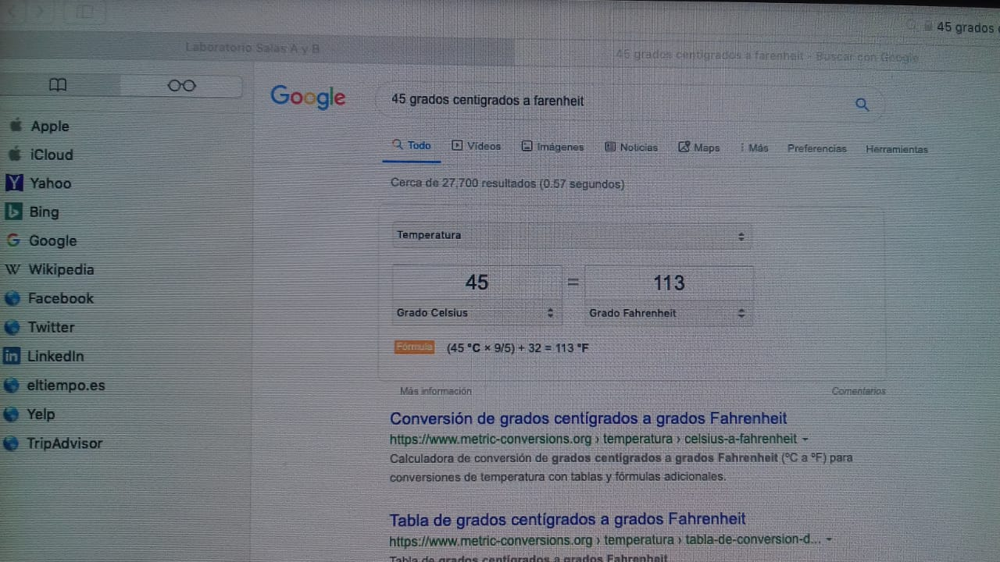 45 grados
Laboratorio Salas A y B
45 grados centigrados a farenheit - Buscar con Google
Google
45 grados centigrados a farenheit
Todo Vídeos Imágenes Noticias Maps Más Preferencias Herramientas
Cerca de 27,700 resultados (0.57 segundos)
Apple
iCloud
Yahoo
Bing
Google
Wikipedia
Facebook
Twitter
LinkedIn
eltiempo.es
Yelp
TripAdvisor
Temperatura
45 = 113
Grado Celsius Grado Fahrenheit
Fórmula (45 °C × 9/5) + 32 = 113 °F
Más información Comentarios
Conversión de grados centígrados a grados Fahrenheit
https://www.metric-conversions.org › temperatura › celsius-a-fahrenheit
Calculadora de conversión de grados centigrados a grados Fahrenheit (ºC a ºF) para
conversiones de temperatura con tablas y fórmulas adicionales.
Tabla de grados centígrados a grados Fahrenheit
https://www.metric-conversions.org › temperatura › tabla-de-conversion-d...
Tabla de grados centígrados a grados Fahrenheit